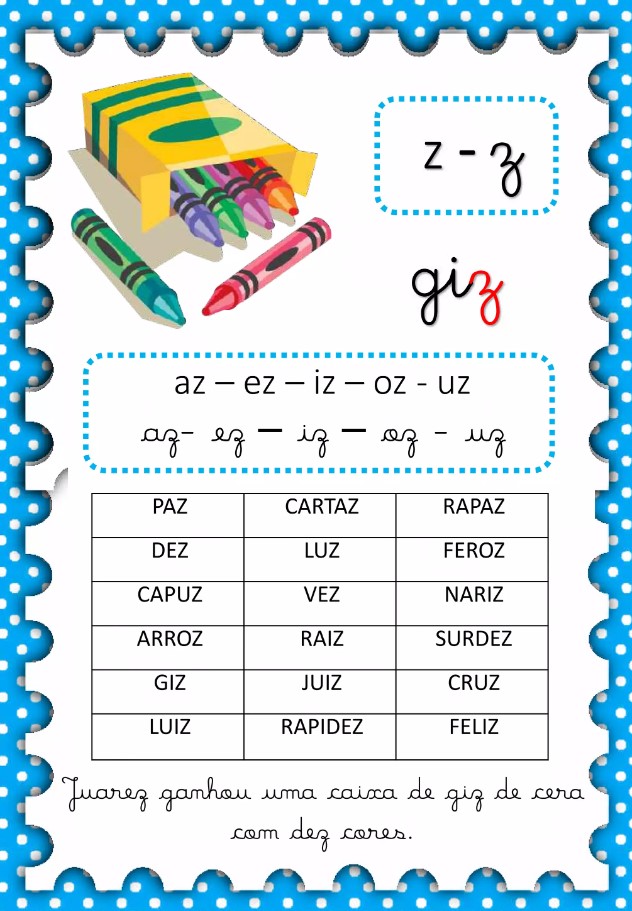 z - z
giz
az – ez – iz – oz - uz
az- ez – iz – oz - uz
PAZ CARTAZ RAPAZ
DEZ LUZ FEROZ
CAPUZ VEZ NARIZ
ARROZ RAIZ SURDEZ
GIZ JUIZ CRUZ
LUIZ RAPIDEZ FELIZ
Juarez ganhou uma caixa de giz de cera
com dez cores.